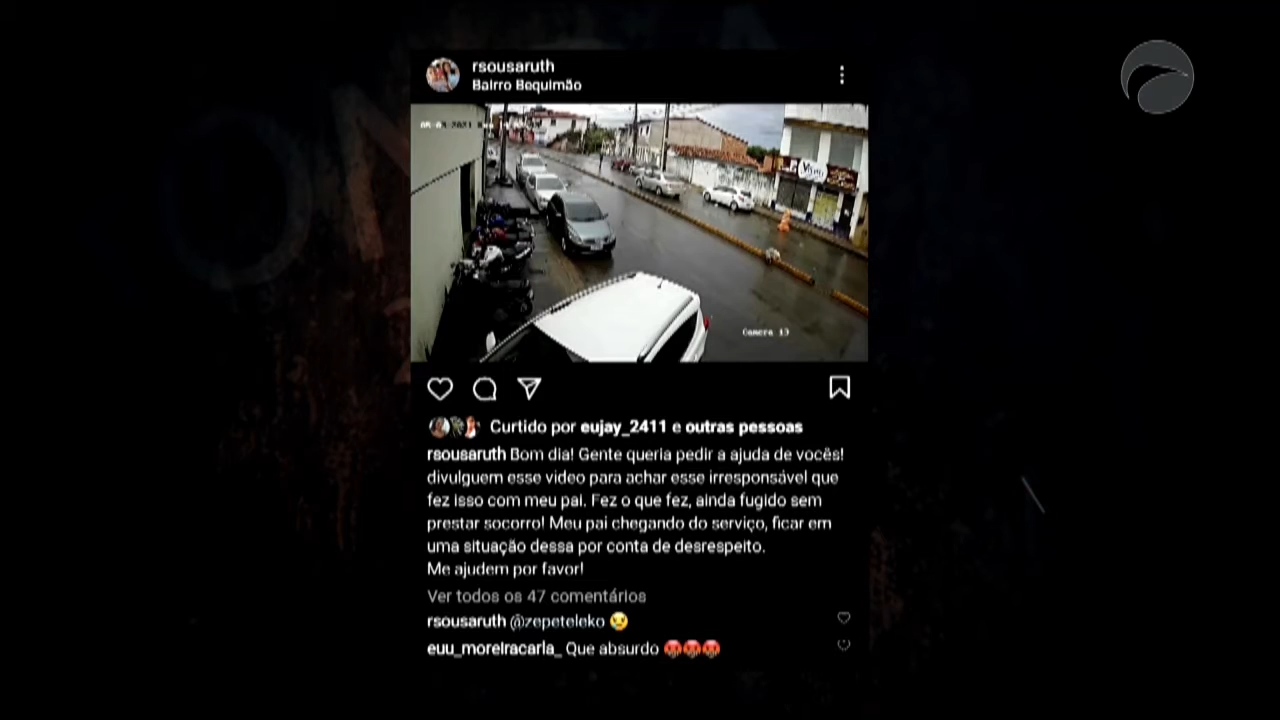 rsousaruth
Bairro Bequimão
Camera 13
Curtido por eujay_2411 e outras pessoas
rsousaruth Bom dia! Gente queria pedir a ajuda de vocês!
divulguem esse video para achar esse irresponsável que
fez isso com meu pai. Fez o que fez, ainda fugido sem
prestar socorro! Meu pai chegando do serviço, ficar em
uma situação dessa por conta de desrespeito.
Me ajudem por favor!
Ver todos os 47 comentários
rsousaruth @zepeteleko 😢
euu_moreiracarla_ Que absurdo 😡😡😡